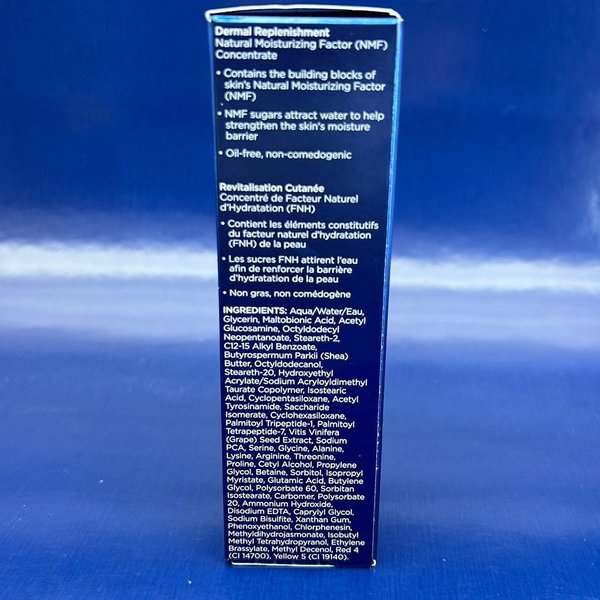 Dermal Replenishment
Natural Moisturizing Factor (NMF)
Concentrate
• Contains the building blocks of
skin's Natural Moisturizing Factor
(NMF)
• NMF sugars attract water to help
strengthen the skin's moisture
barrier
• Oil-free, non-comedogenic
Revitalisation Cutanée
Concentré de Facteur Naturel
d'Hydratation (FNH)
• Contient les éléments constitutifs
du facteur naturel d'hydratation
(FNH) de la peau
• Les sucres FNH attirent l'eau
afin de renforcer la barrière
d'hydratation de la peau
• Non gras, non comédogène
INGREDIENTS: Aqua/Water/Eau,
Glycerin, Maltobionic Acid, Acetyl
Glucosamine, Octyldodecyl
Neopentanoate, Steareth-2,
C12-15 Alkyl Benzoate,
Butyrospermum Parkii (Shea)
Butter, Octyldodecanol,
Steareth-20, Hydroxyethyl
Acrylate/Sodium Acryloyldimethyl
Taurate Copolymer, Isostearic
Acid, Cyclopentasiloxane, Acetyl
Tyrosinamide, Saccharide
Isomerate, Cyclohexasiloxane,
Palmitoyl Tripeptide-1, Palmitoyl
Tetrapeptide-7, Vitis Vinifera
(Grape) Seed Extract, Sodium
PCA, Serine, Glycine, Alanine,
Lysine, Arginine, Threonine,
Proline, Cetyl Alcohol, Propylene
Glycol, Betaine, Sorbitol, Isopropyl
Myristate, Glutamic Acid, Butylene
Glycol, Polysorbate 60, Sorbitan
Isostearate, Carbomer, Polysorbate
20, Ammonium Hydroxide,
Disodium EDTA, Caprylyl Glycol,
Sodium Bisulfite, Xanthan Gum,
Phenoxyethanol, Chlorphenesin,
Methyldihydrojasmonate, Isobutyl
Methyl Tetrahydropyranol, Ethylene
Brassylate, Methyl Decenol, Red 4
(CI 14700), Yellow 5 (CI 19140).